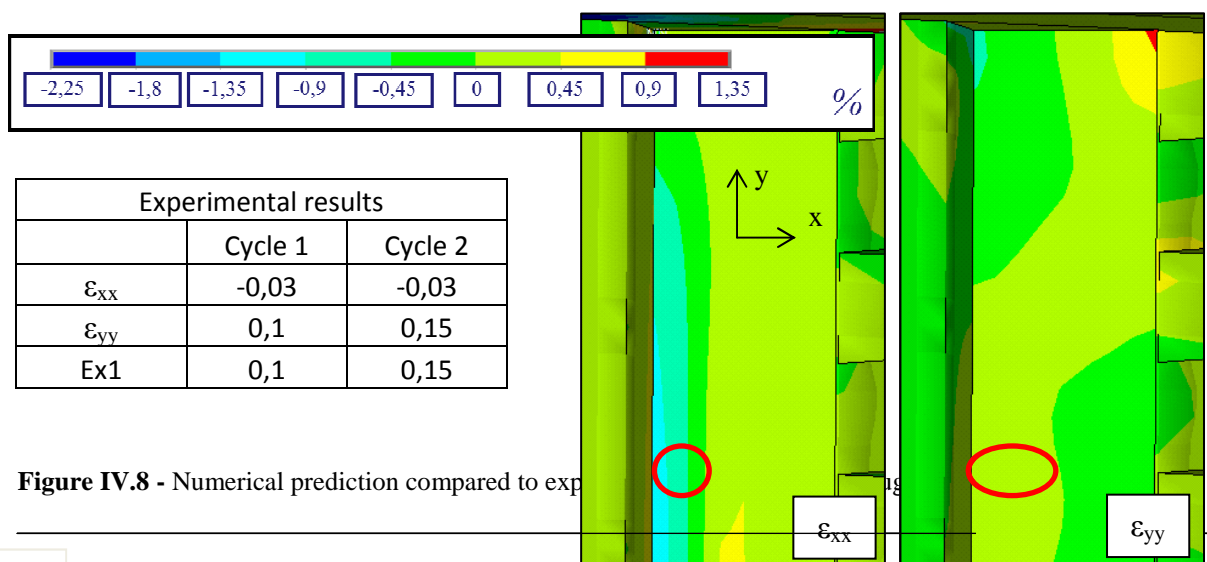 -2,25 -1,8 -1,35 -0,9 -0,45 0 0,45 0,9 1,35 %
Experimental results
Cycle 1 Cycle 2
εxx -0,03 -0,03
εyy 0,1 0,15
Ex1 0,1 0,15
y
x
Figure IV.8 - Numerical prediction compared to exp
εxx
εyy